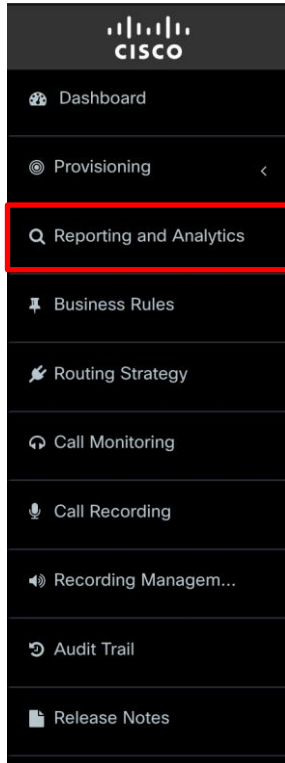 CISCO
Dashboard
Provisioning
Reporting and Analytics
Business Rules
Routing Strategy
Call Monitoring
Call Recording
Recording Managem...
Audit Trail
Release Notes